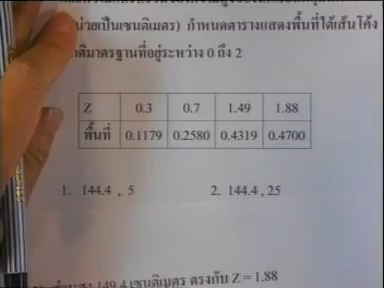 น่วยเป็นเซนติเมตร) กำหนดตารางแสดงพื้นที่ใต้เส้นโค้ง
ติมาตรฐานที่อยู่ระหว่าง 0 ถึง 2
Z 0.3 0.7 1.49 1.88
พื้นที่ 0.1179 0.2580 0.4319 0.4700
1. 144.4 , 5 2. 144.4 , 25
149.4 เซนติเมตร ตรงกับ Z = 1.88